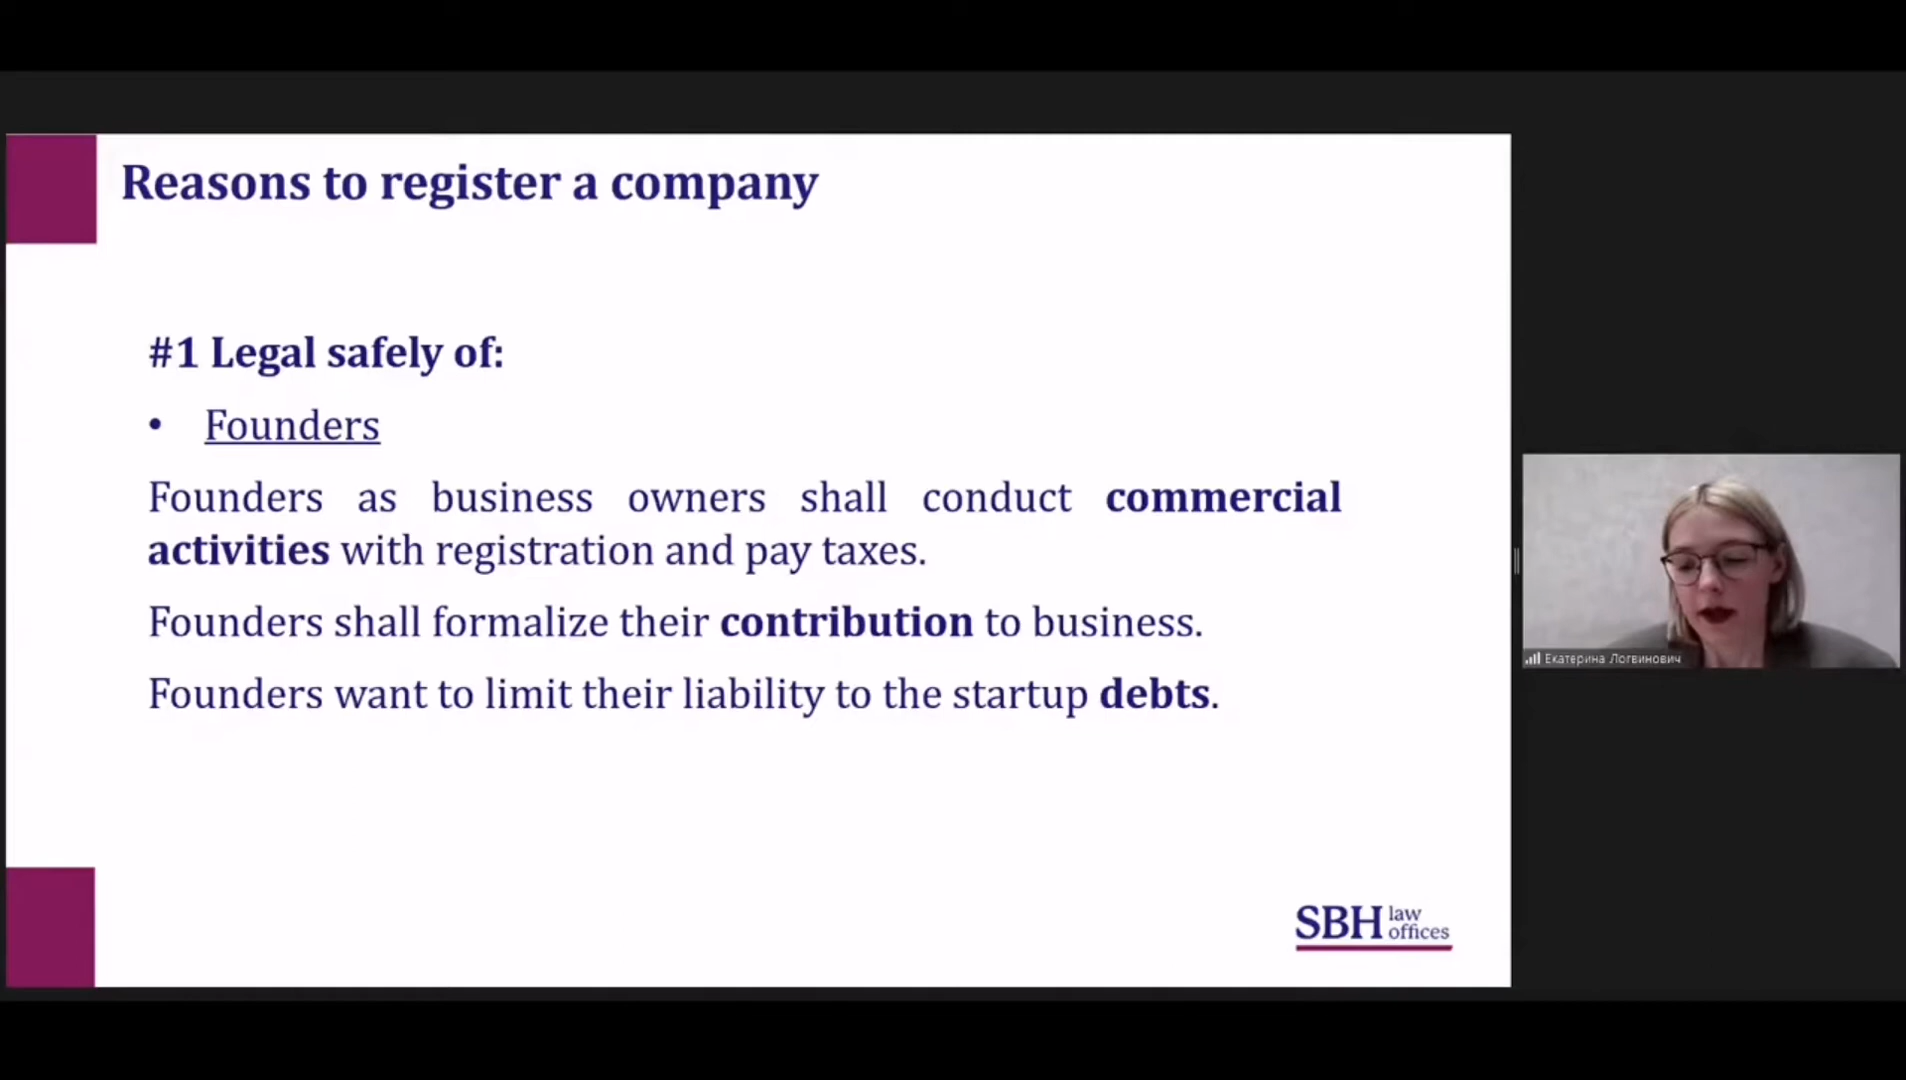 Reasons to register a company
#1 Legal safely of:
• Founders
Founders as business owners shall conduct commercial
activities with registration and pay taxes.
Founders shall formalize their contribution to business.
Founders want to limit their liability to the startup debts.
SBH law
offices
Екатерина Логвинович